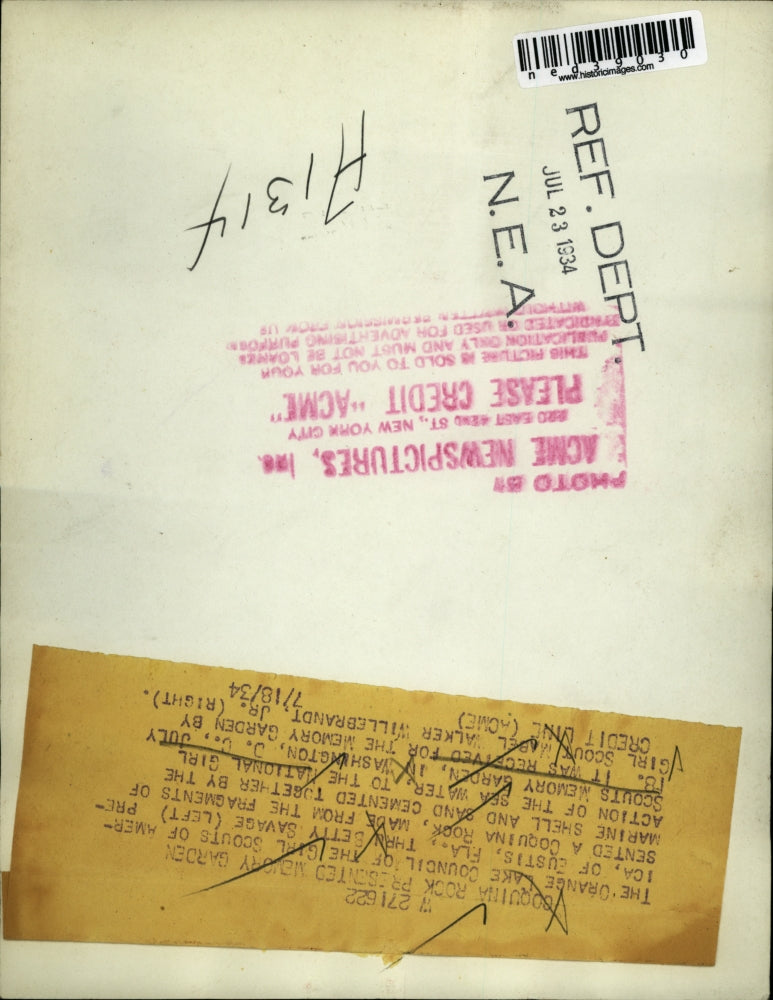 ned39030
www.historicimages.com
REF. DEPT.
JUL 23 1934
N. E. A.
H1314
PHOTO BY
ACME NEWSPICTURES, Inc.
220 EAST 42ND ST., NEW YORK CITY
PLEASE CREDIT "ACME"
THIS PICTURE IS SOLD TO YOU FOR YOUR
PUBLICATION ONLY AND MUST NOT BE LOANED
SYNDICATED OR USED FOR ADVERTISING PURPOSES
WITHOUT WRITTEN PERMISSION FROM US
W 271622
COQUINA ROCK PRESENTED MEMORY GARDEN
THE ORANGE LAKE COUNCIL OF THE GIRL SCOUTS OF AMER-
ICA, OF EUSTIS, FLA., THRU BETTY SAVAGE (LEFT) PRE-
SENTED A COQUINA ROCK, MADE FROM THE FRAGMENTS OF
MARINE SHELL AND SAND CEMENTED TOGETHER BY THE
ACTION OF THE SEA WATER, TO THE NATIONAL GIRL
SCOUTS MEMORY GARDEN, IN WASHINGTON, D. C., JULY
18. IT WAS RECEIVED FOR THE MEMORY GARDEN BY
GIRL SCOUT MABEL WALKER WILLEBRANDT, JR. (RIGHT).
CREDIT LINE (ACME) 7/18/34